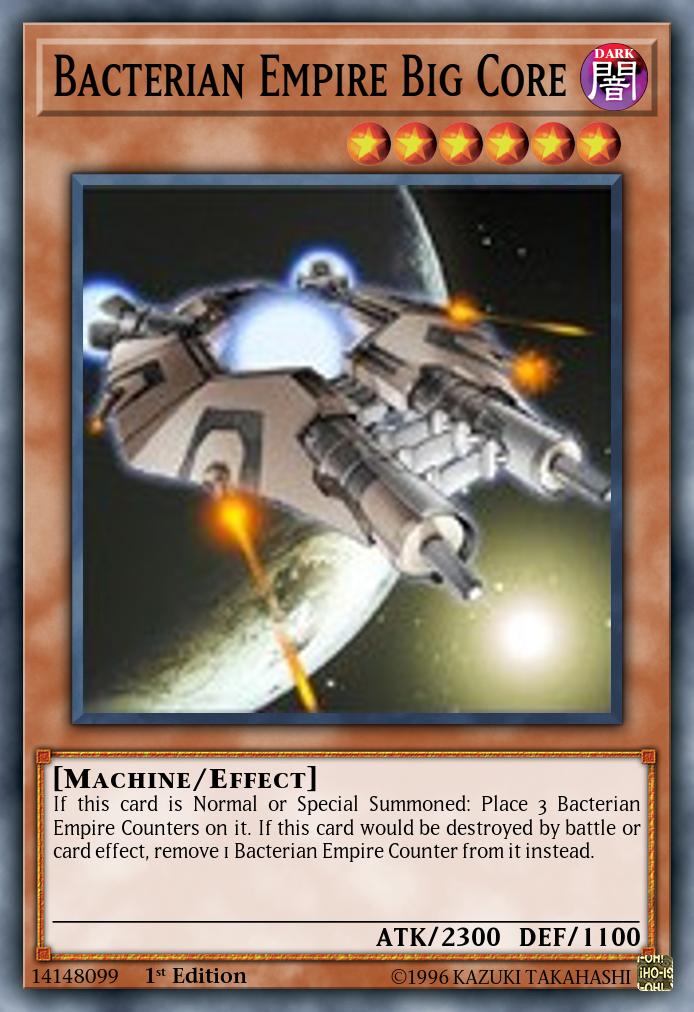 Bacterian Empire Big Core
DARK
闇
[Machine/Effect]
If this card is Normal or Special Summoned: Place 3 Bacterian
Empire Counters on it. If this card would be destroyed by battle or
card effect, remove 1 Bacterian Empire Counter from it instead.
ATK/2300 DEF/1100
14148099 1st Edition ©1996 KAZUKI TAKAHASHI